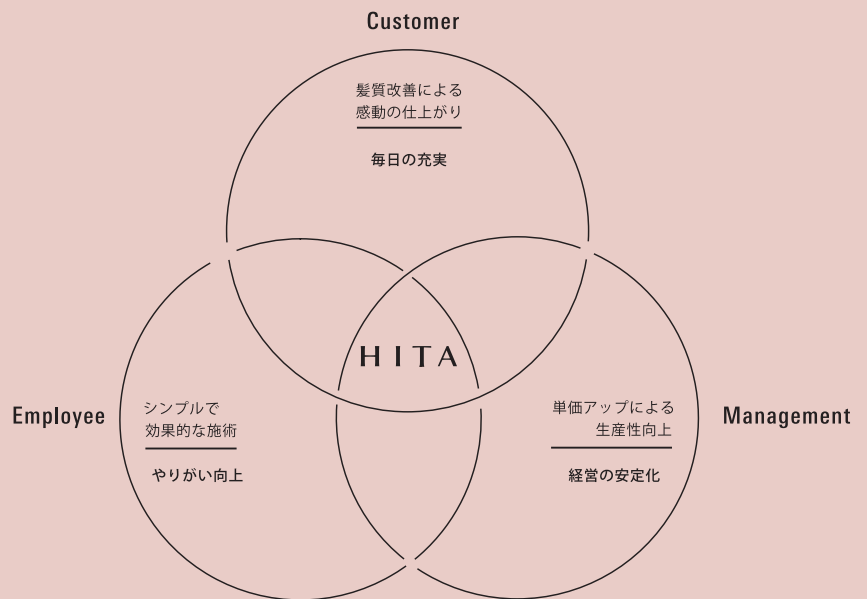 Customer
髪質改善による
感動の仕上がり
毎日の充実
HITA
Employee
シンプルで
効果的な施術
やりがい向上
単価アップによる
生産性向上
経営の安定化
Management